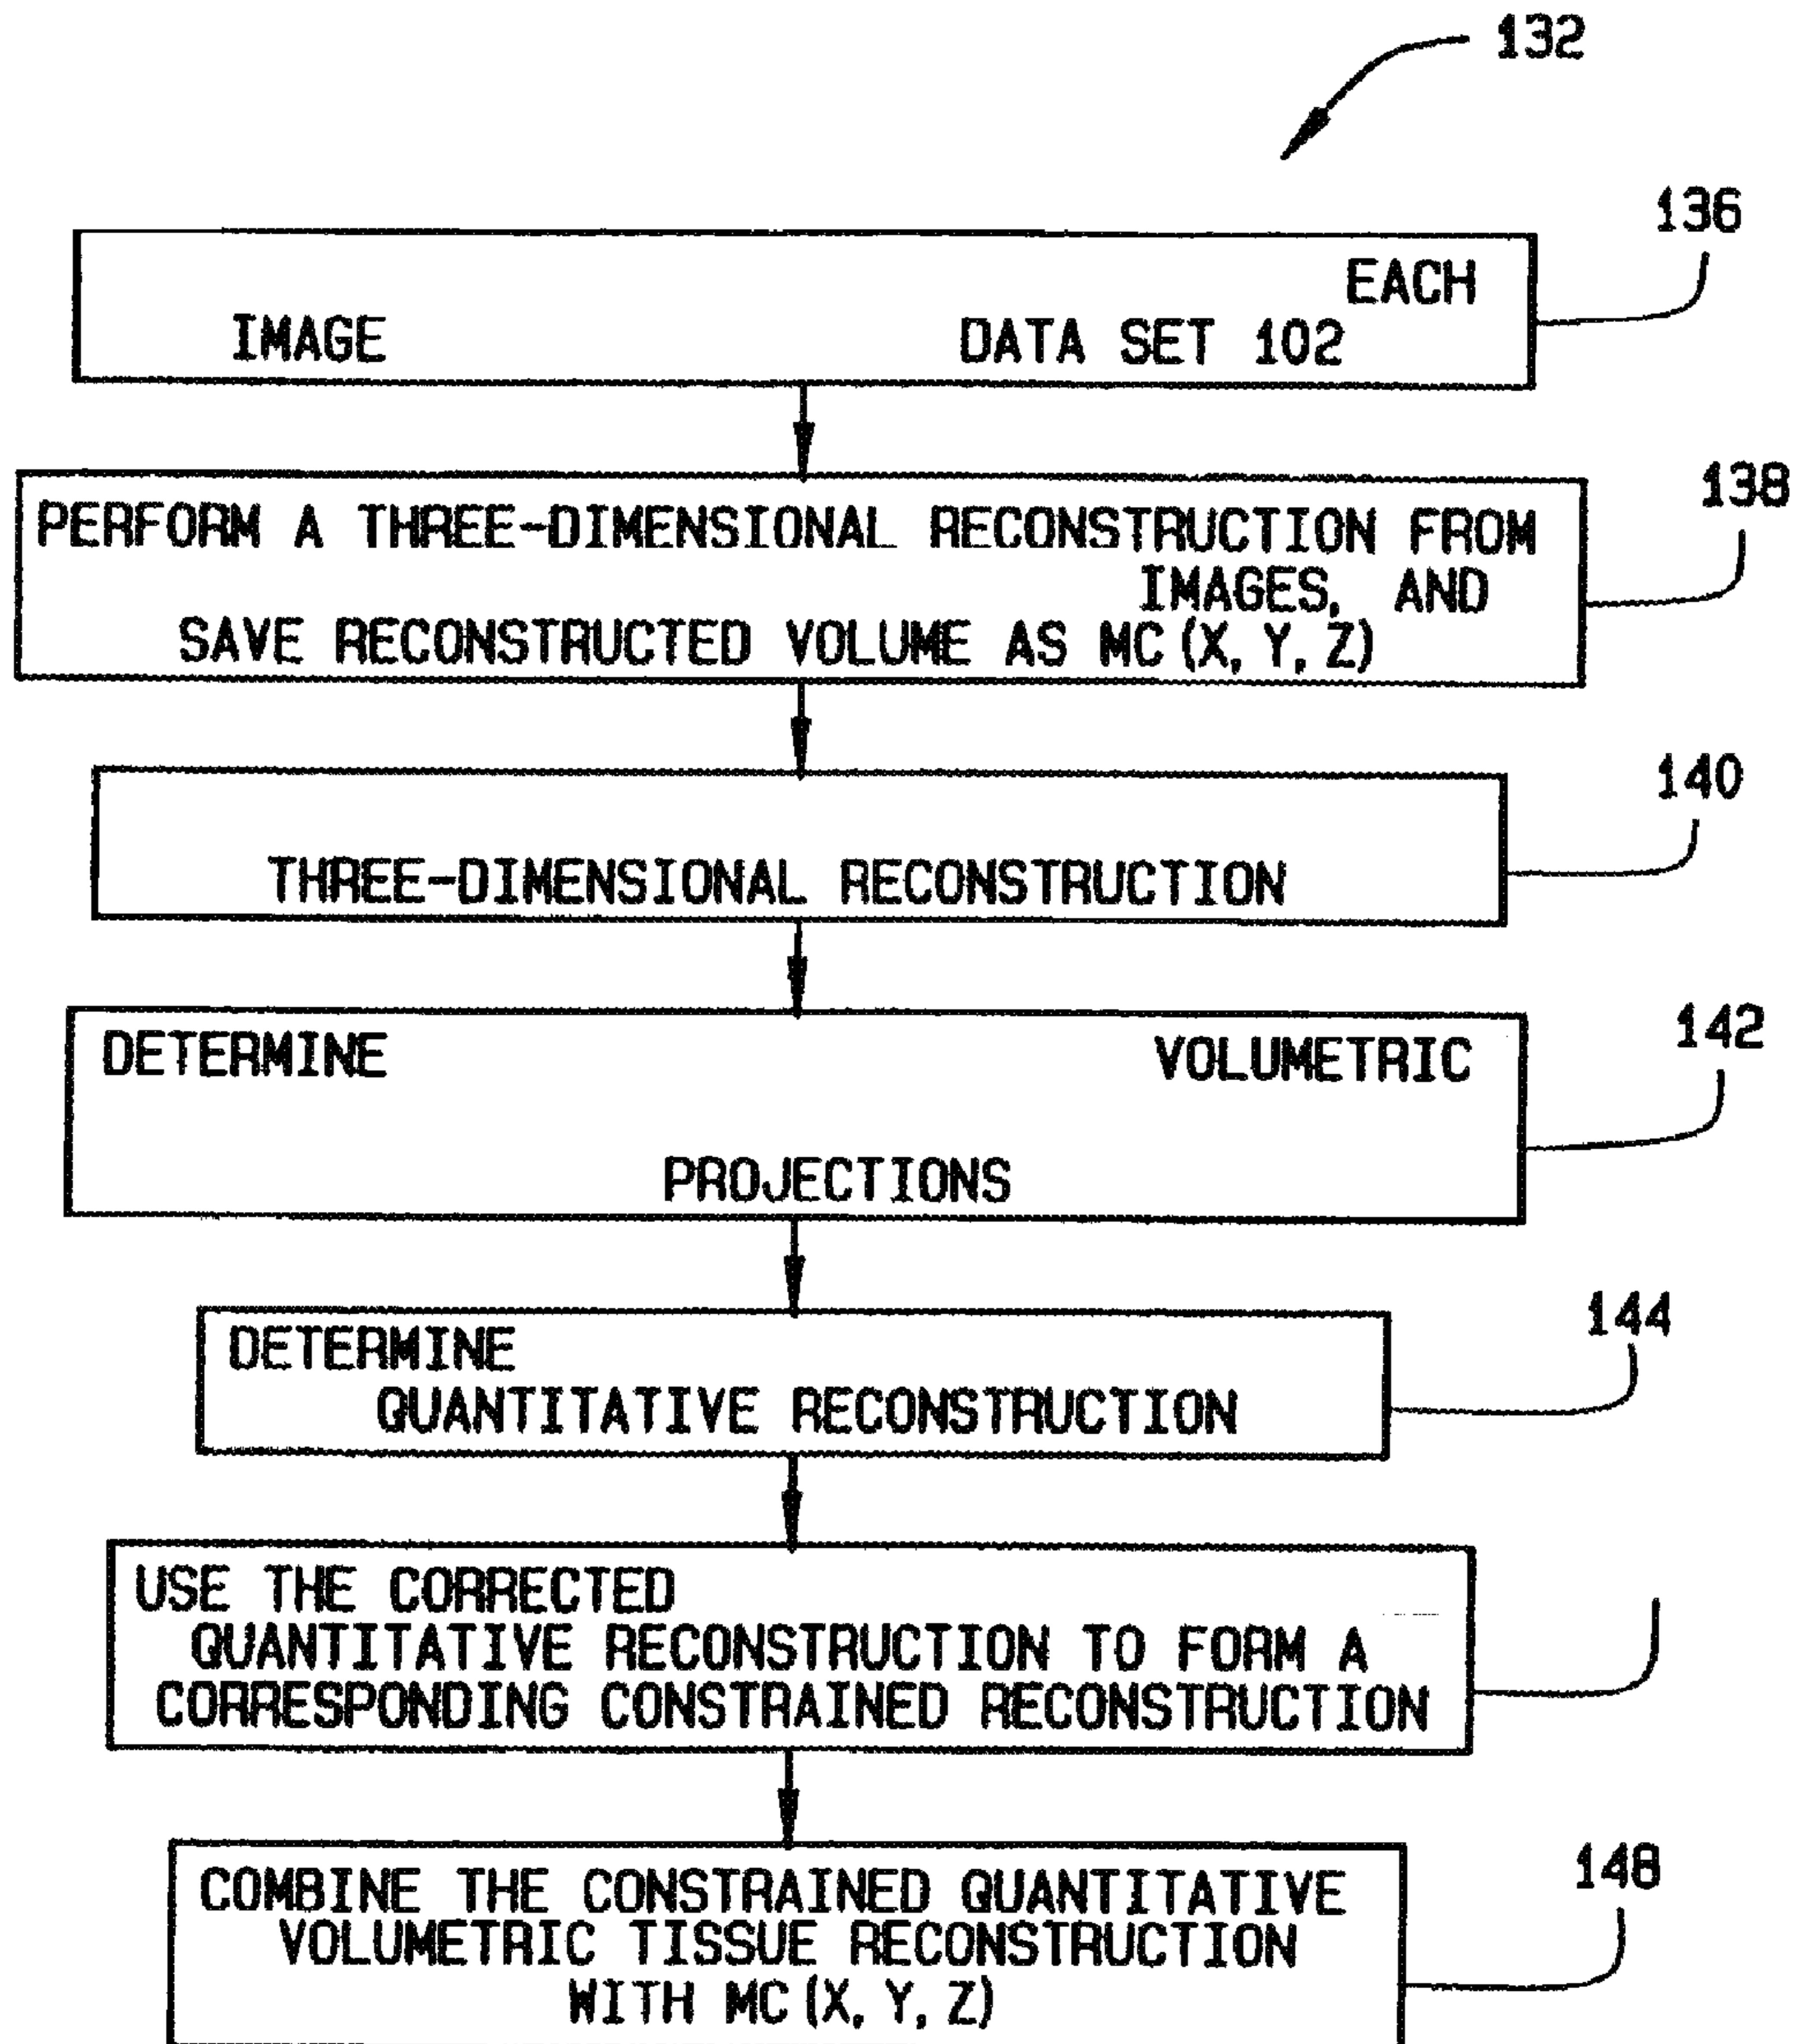 132
136
EACH
IMAGE DATA SET 102
138
PERFORM A THREE-DIMENSIONAL RECONSTRUCTION FROM
IMAGES, AND
SAVE RECONSTRUCTED VOLUME AS MC(X, Y, Z)
140
THREE-DIMENSIONAL RECONSTRUCTION
142
DETERMINE VOLUMETRIC
PROJECTIONS
144
DETERMINE
QUANTITATIVE RECONSTRUCTION
USE THE CORRECTED
QUANTITATIVE RECONSTRUCTION TO FORM A
CORRESPONDING CONSTRAINED RECONSTRUCTION
148
COMBINE THE CONSTRAINED QUANTITATIVE
VOLUMETRIC TISSUE RECONSTRUCTION
WITH MC(X, Y, Z)